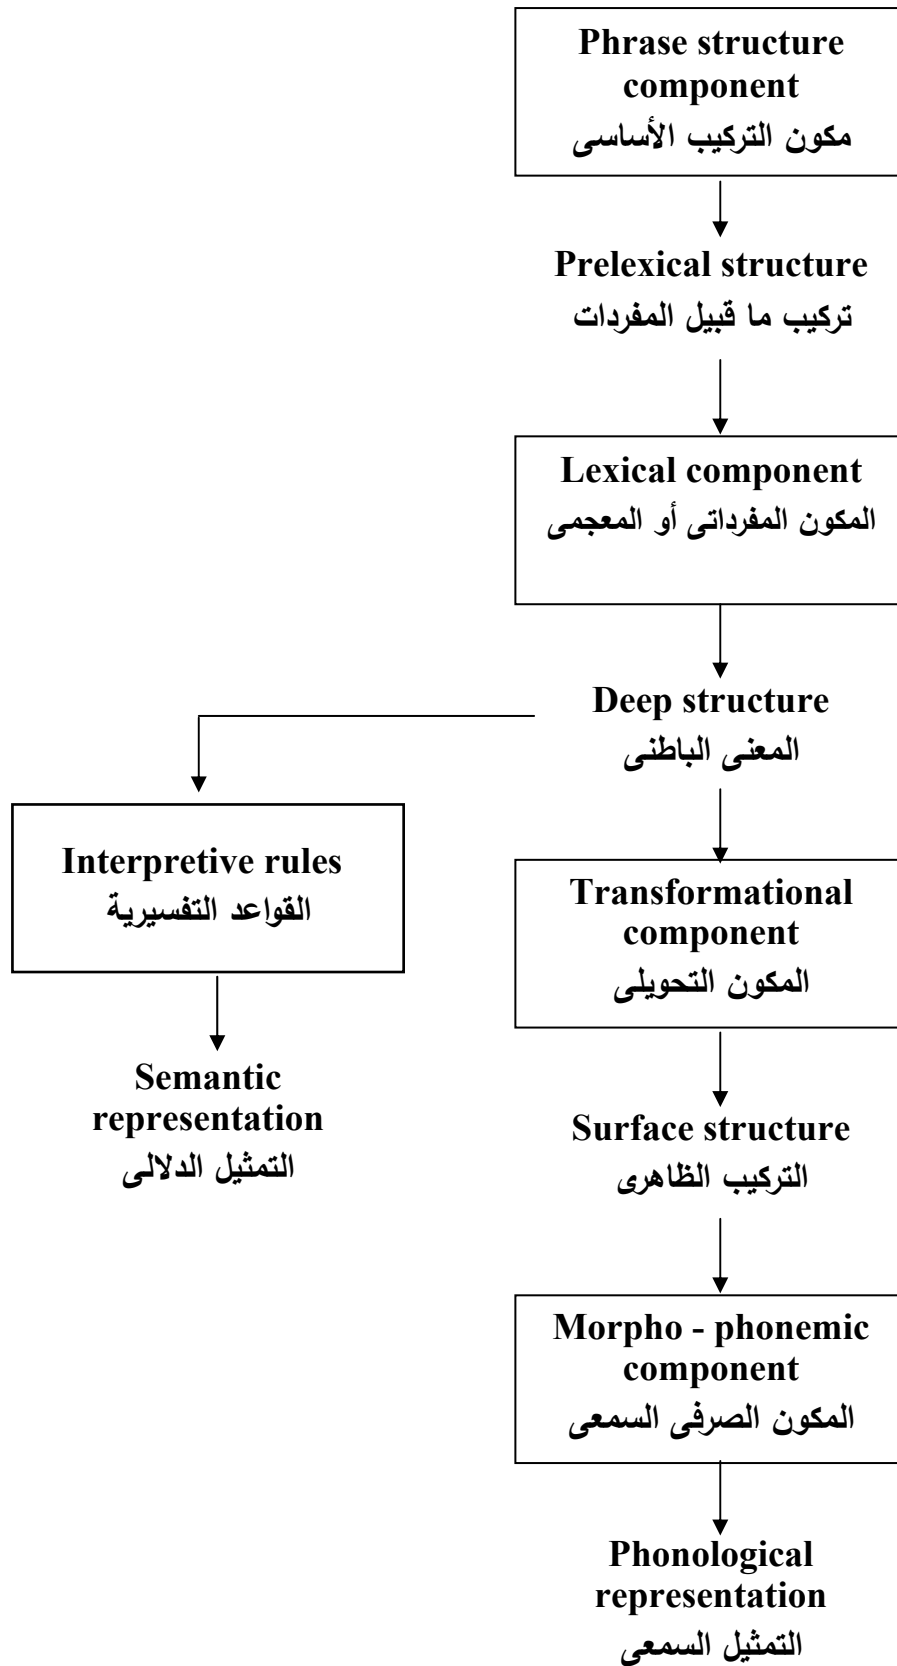 Phrase structure
component
مكون التركيب الأساسى
Prelexical structure
تركيب ما قبيل المفردات
Lexical component
المكون المفرداتى أو المعجمى
Deep structure
المعنى الباطنى
Interpretive rules
القواعد التفسيرية
Transformational
component
المكون التحويلى
Semantic
representation
التمثيل الدلالى
Surface structure
التركيب الظاهرى
Morpho - phonemic
component
المكون الصرفى السمعى
Phonological
representation
التمثيل السمعى